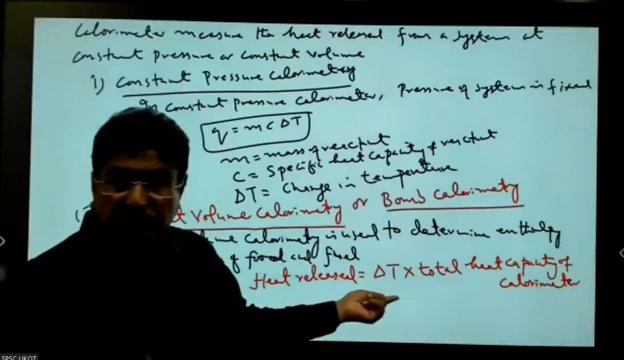 Calorimeter measure the heat released from a system at
constant pressure or constant volume
i) Constant Pressure Calorimetry
In constant pressure calorimeter, Pressure of system is fixed
q = m c ΔT
m = mass of reactant
c = Specific heat capacity of reactant
ΔT = Change in temperature
Volume Calorimetry or Bomb Calorimetry
calorimetry is used to determine enthalpy
of food and fuel
Heat released = ΔT × total heat capacity of
calorimeter
SPSC UKOT